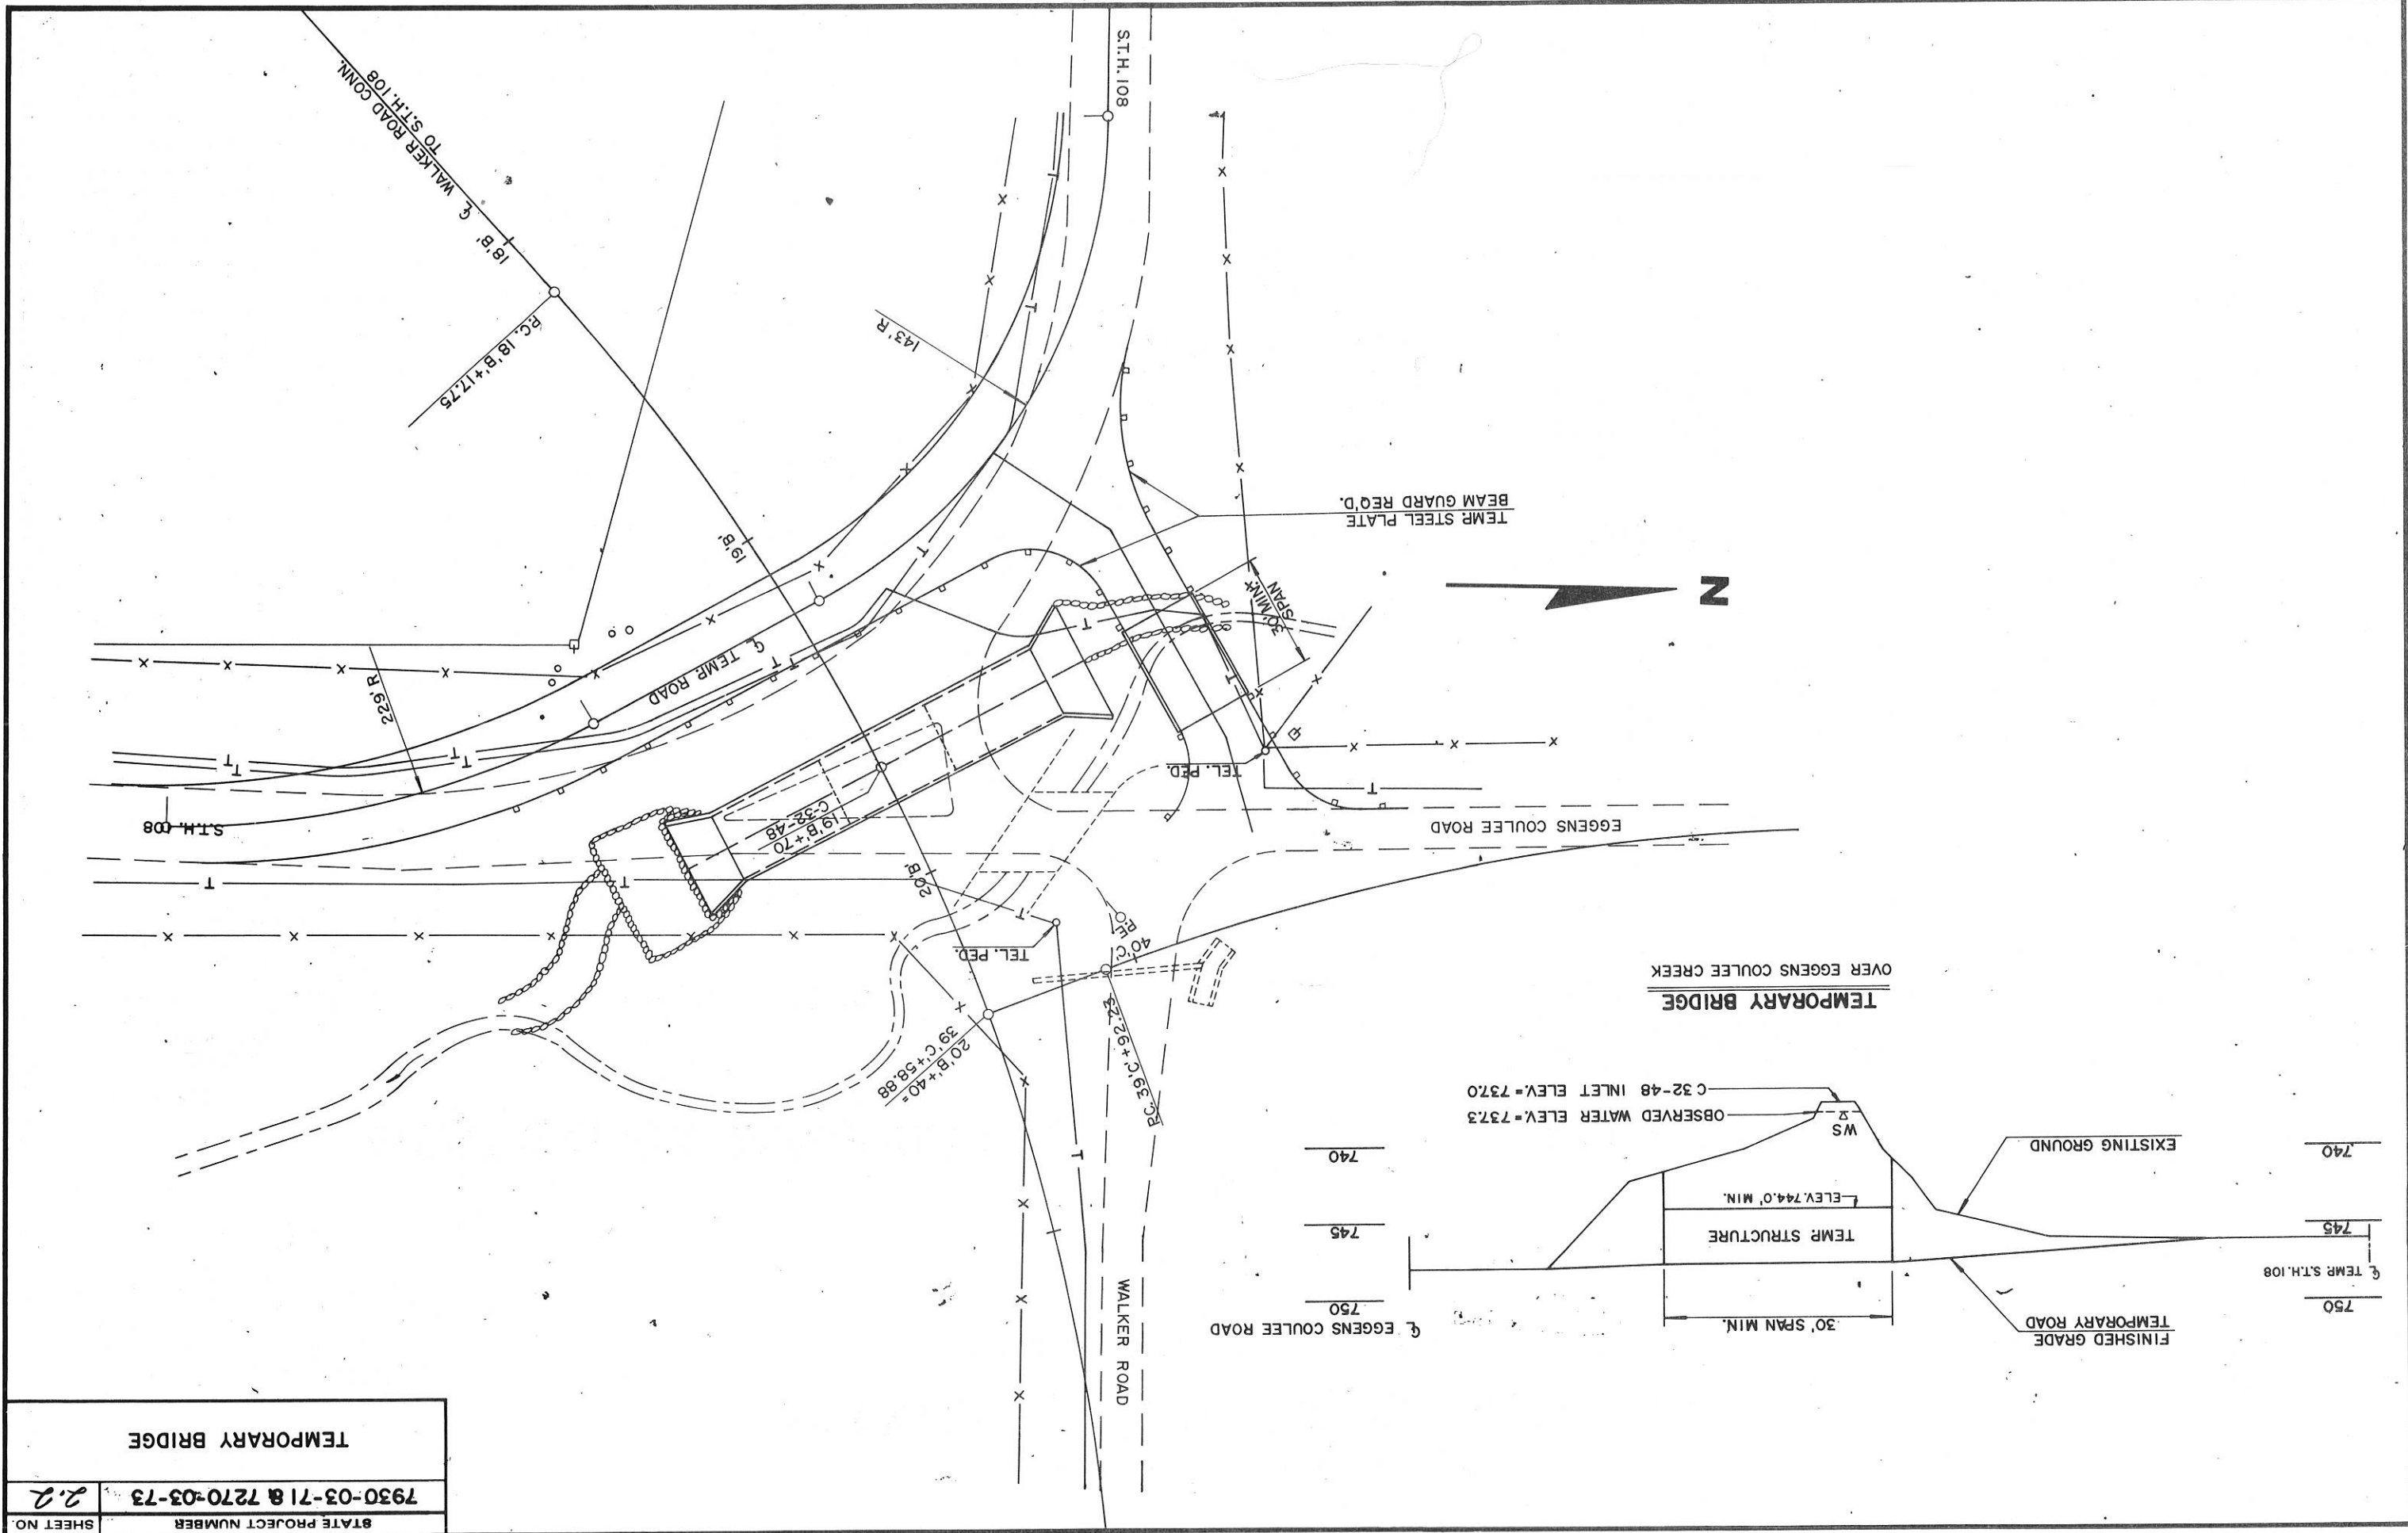 STATE PROJECT NUMBER
SHEET NO.
7930-03-71 & 7270-03-73
2.2
TEMPORARY BRIDGE
FINISHED GRADE
TEMPORARY ROAD
30' SPAN MIN.
℄ EGGENS COULEE ROAD
750
750
℄ TEMP. S.T.H. 108
TEMP. STRUCTURE
745
745
ELEV. 744.0' MIN.
EXISTING GROUND
740
740
WS
OBSERVED WATER ELEV. = 737.3
C 32-48 INLET ELEV. = 737.0
TEMPORARY BRIDGE
OVER EGGENS COULEE CREEK
WALKER ROAD
P.C. 39'C'+92.23
20'B'+40=
39'C'+58.88
40'C'
P.E.
TEL. PED.
20'B'
19'B'+70
C-32-48
EGGENS COULEE ROAD
S.T.H. 108
TEL. PED.
229' R
℄ TEMP. ROAD
N
30' MIN.
SPAN
19'B'
TEMP. STEEL PLATE
BEAM GUARD REQ'D.
143' R
P.C. 18'B'+17.75
18'B'
℄ WALKER ROAD CONN.
TO S.T.H. 108
S.T.H. 108